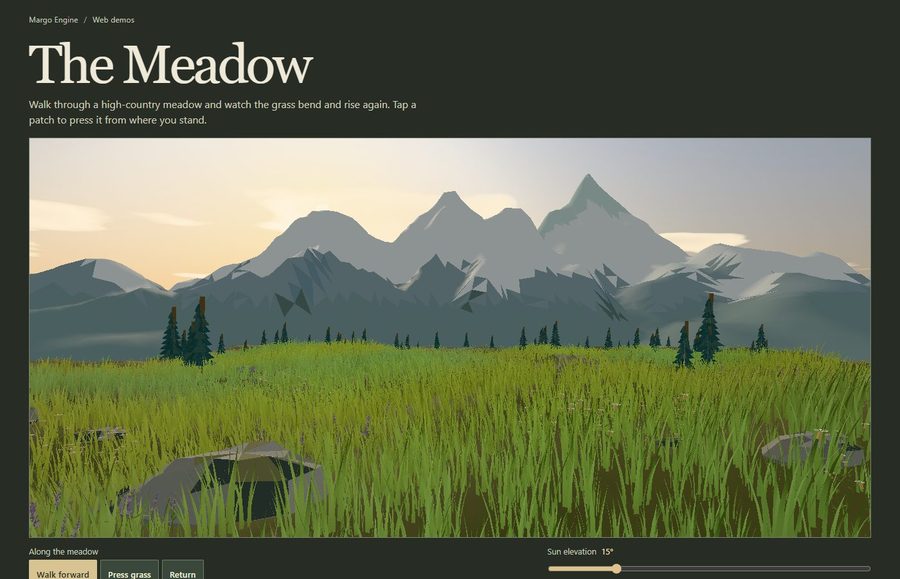 Margo Engine / Web demos
The Meadow
Walk through a high-country meadow and watch the grass bend and rise again. Tap a
patch to press it from where you stand.
Along the meadow
Sun elevation 15°
Walk forward Press grass Return